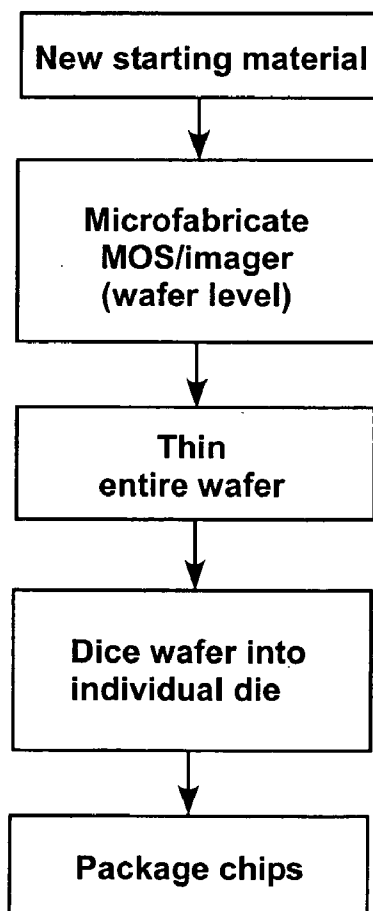 New starting material
Microfabricate
MOS/imager
(wafer level)
Thin
entire wafer
Dice wafer into
individual die
Package chips